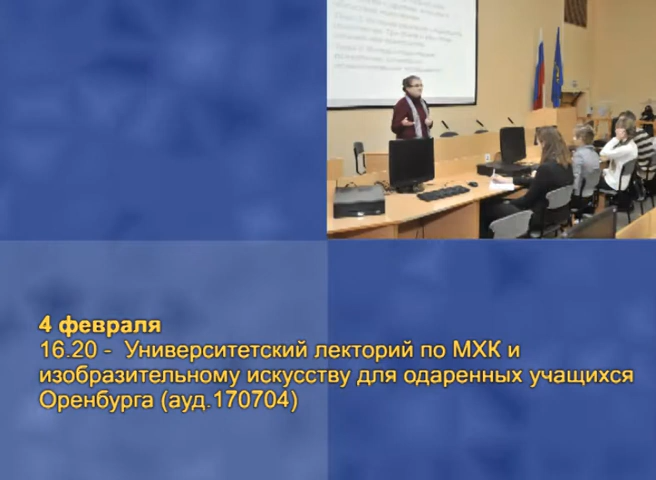 4 февраля
16.20 - Университетский лекторий по МХК и
изобразительному искусству для одаренных учащихся
Оренбурга (ауд.170704)